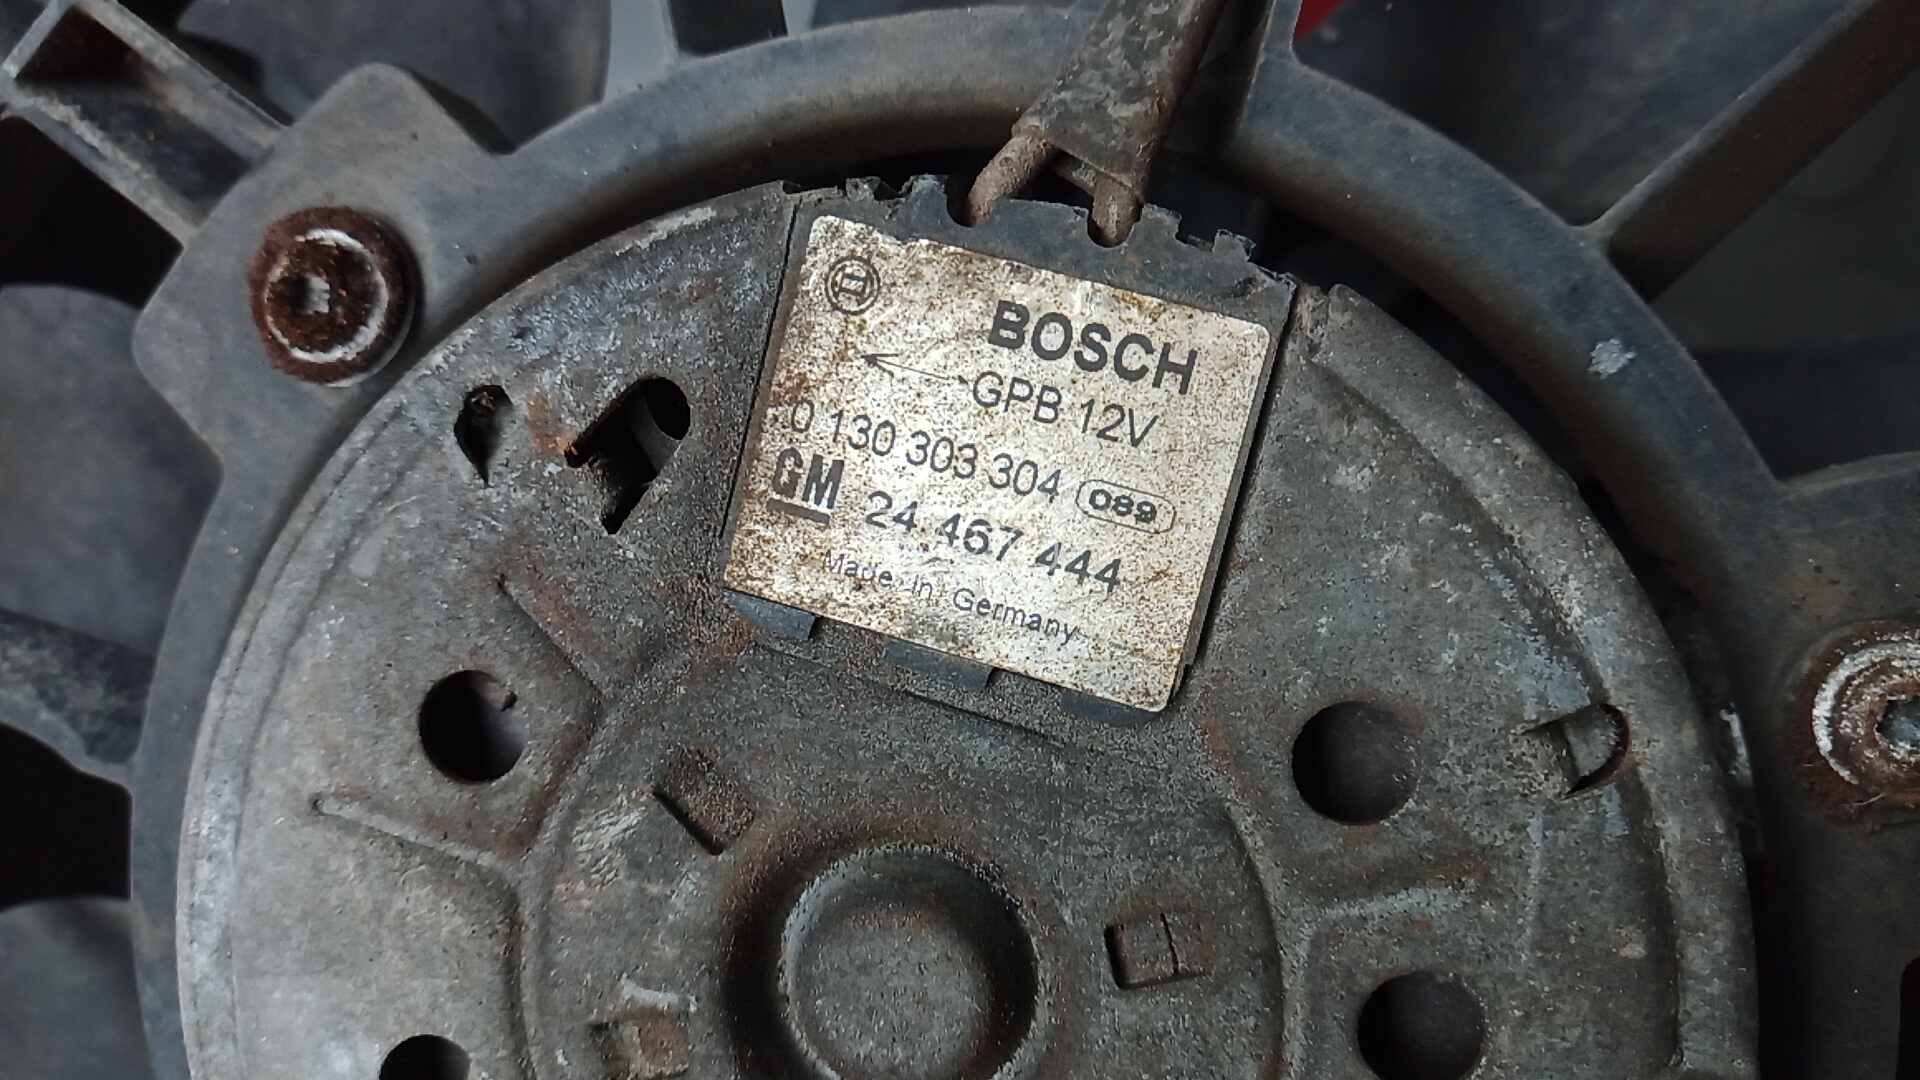 BOSCH
GPB 12V
0 130 303 304 089
GM 24 467 444
Made in Germany